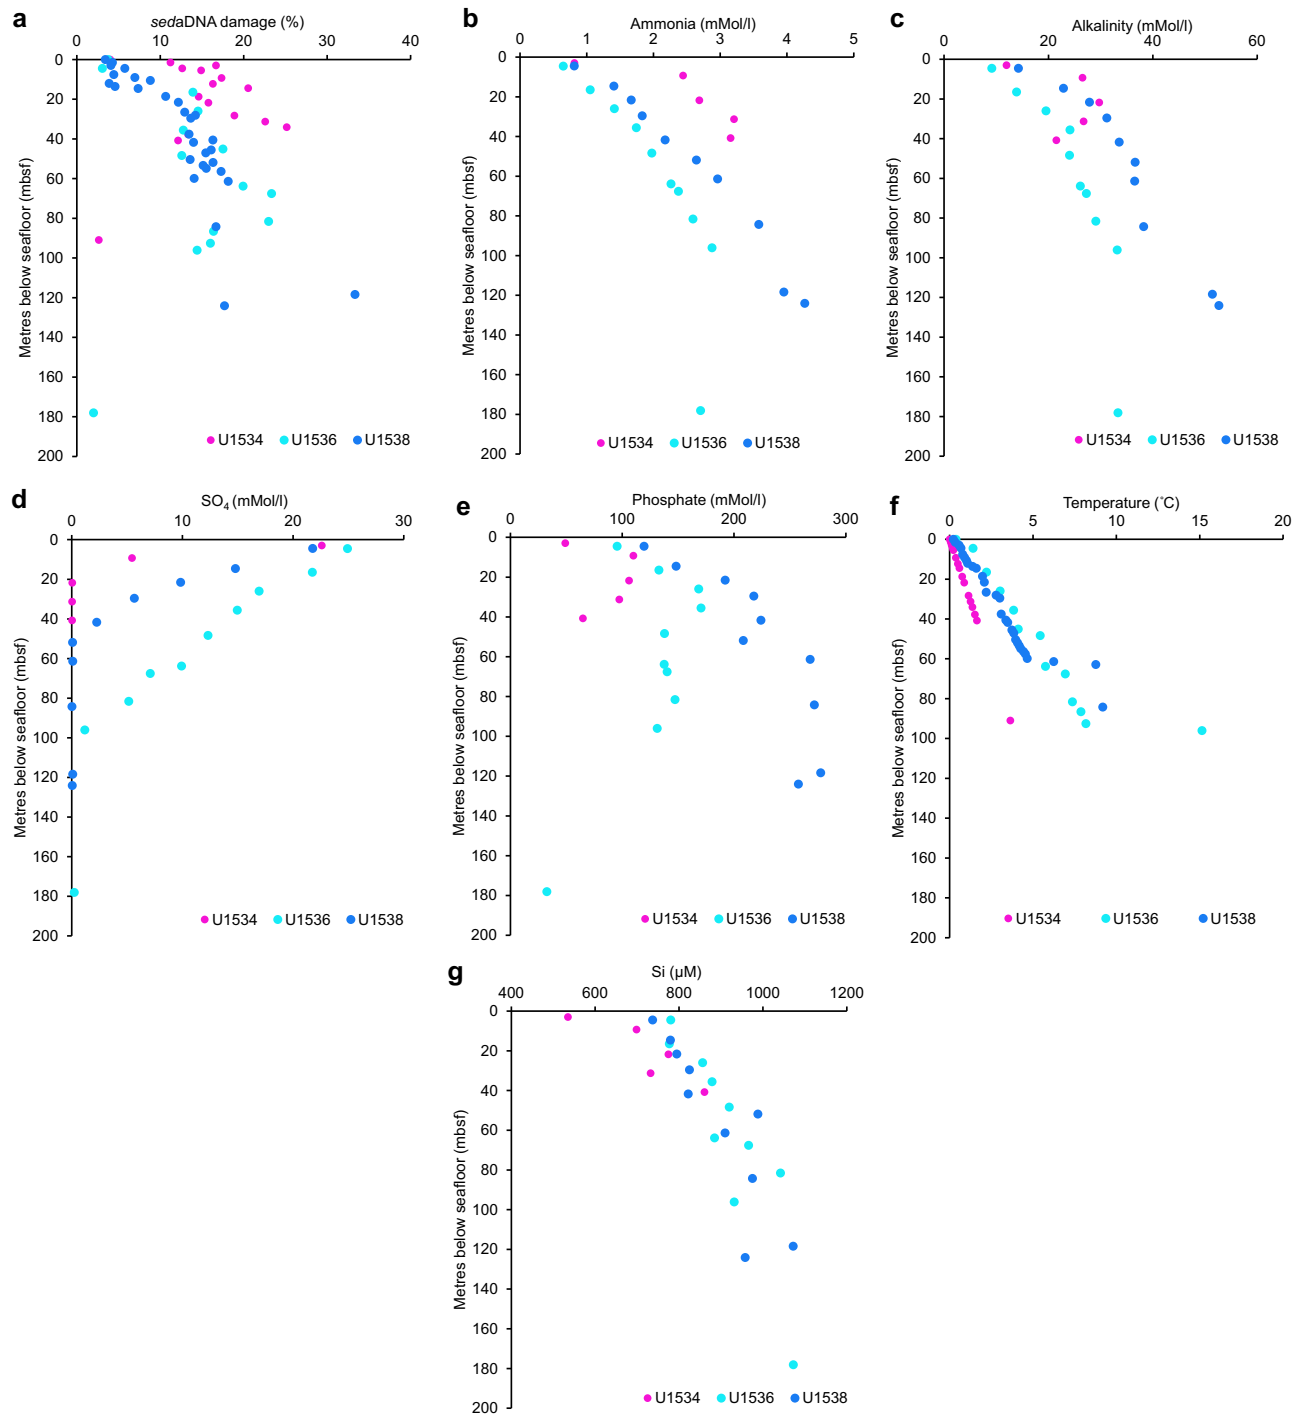 a
sedaDNA damage (%)
0 10 20 30 40
0
20
40
60
80
100
120
140
160
180
200
Metres below seafloor (mbsf)
U1534 U1536 U1538
b
Ammonia (mMol/l)
0 1 2 3 4 5
0
20
40
60
80
100
120
140
160
180
200
Metres below seafloor (mbsf)
U1534 U1536 U1538
c
Alkalinity (mMol/l)
0 20 40 60
0
20
40
60
80
100
120
140
160
180
200
Metres below seafloor (mbsf)
U1534 U1536 U1538
d
SO4 (mMol/l)
0 10 20 30
0
20
40
60
80
100
120
140
160
180
200
Metres below seafloor (mbsf)
U1534 U1536 U1538
e
Phosphate (mMol/l)
0 100 200 300
0
20
40
60
80
100
120
140
160
180
200
Metres below seafloor (mbsf)
U1534 U1536 U1538
f
Temperature (°C)
0 5 10 15 20
0
20
40
60
80
100
120
140
160
180
200
Metres below seafloor (mbsf)
U1534 U1536 U1538
g
Si (µM)
400 600 800 1000 1200
0
20
40
60
80
100
120
140
160
180
200
Metres below seafloor (mbsf)
U1534 U1536 U1538